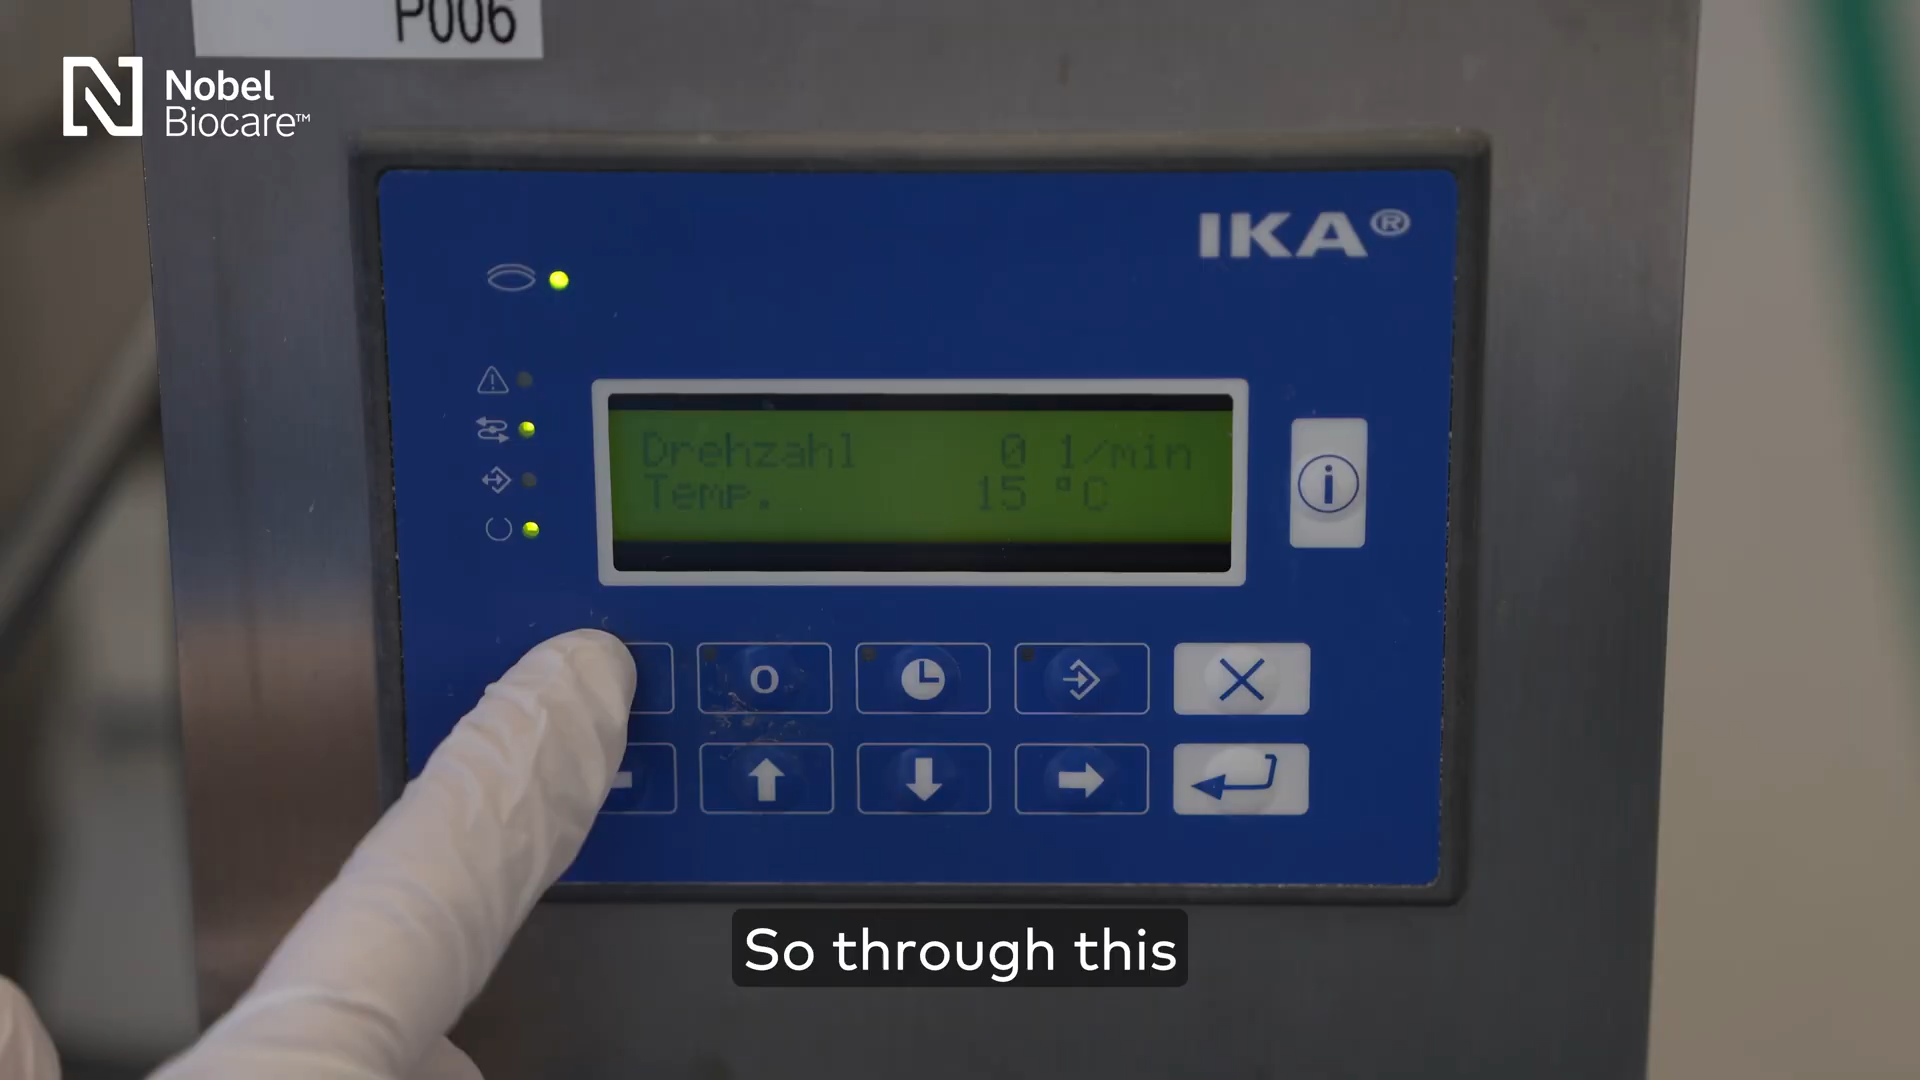 P006
Nobel
Biocare™
IKA®
Drehzahl 0 1/min
Temp. 15 °C
i
O
So through this